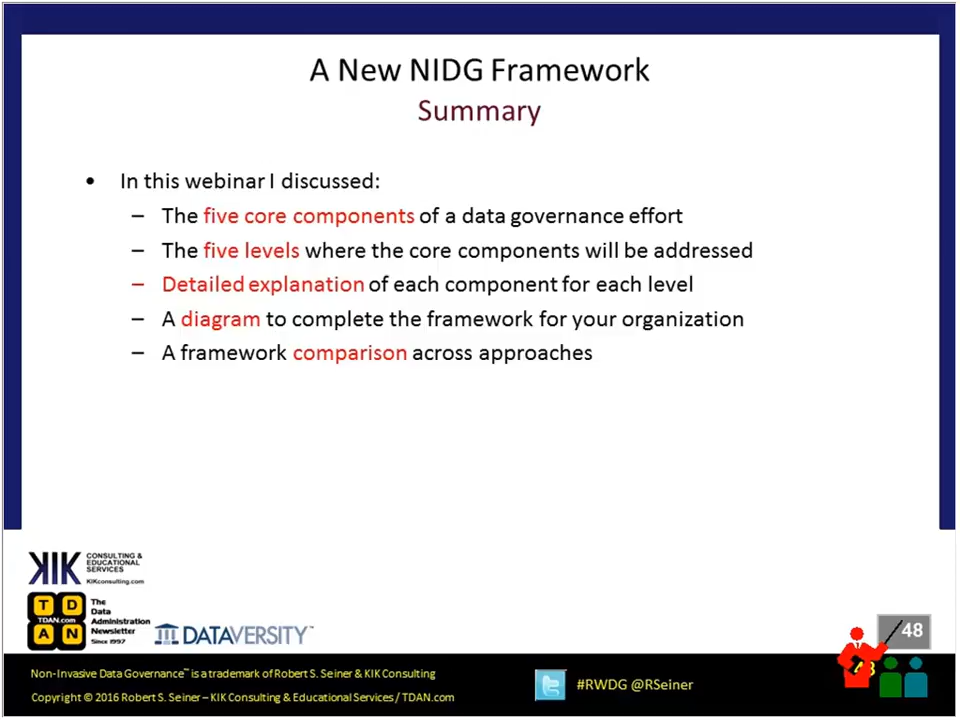 A New NIDG Framework
Summary
• In this webinar I discussed:
– The five core components of a data governance effort
– The five levels where the core components will be addressed
– Detailed explanation of each component for each level
– A diagram to complete the framework for your organization
– A framework comparison across approaches
KIK CONSULTING & EDUCATIONAL SERVICES
KIKconsulting.com
TDAN.com
The Data Administration Newsletter
Since 1997
DATAVERSITY™
48
48
Non-Invasive Data Governance™ is a trademark of Robert S. Seiner & KIK Consulting
Copyright © 2016 Robert S. Seiner – KIK Consulting & Educational Services / TDAN.com
#RWDG @RSeiner